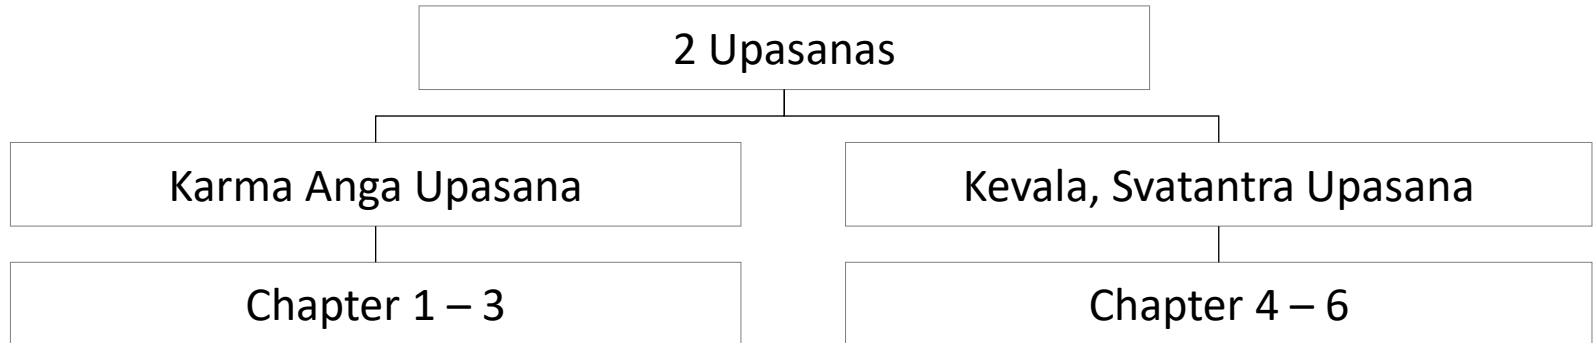 2 Upasanas
Karma Anga Upasana
Kevala, Svatantra Upasana
Chapter 1 – 3
Chapter 4 – 6